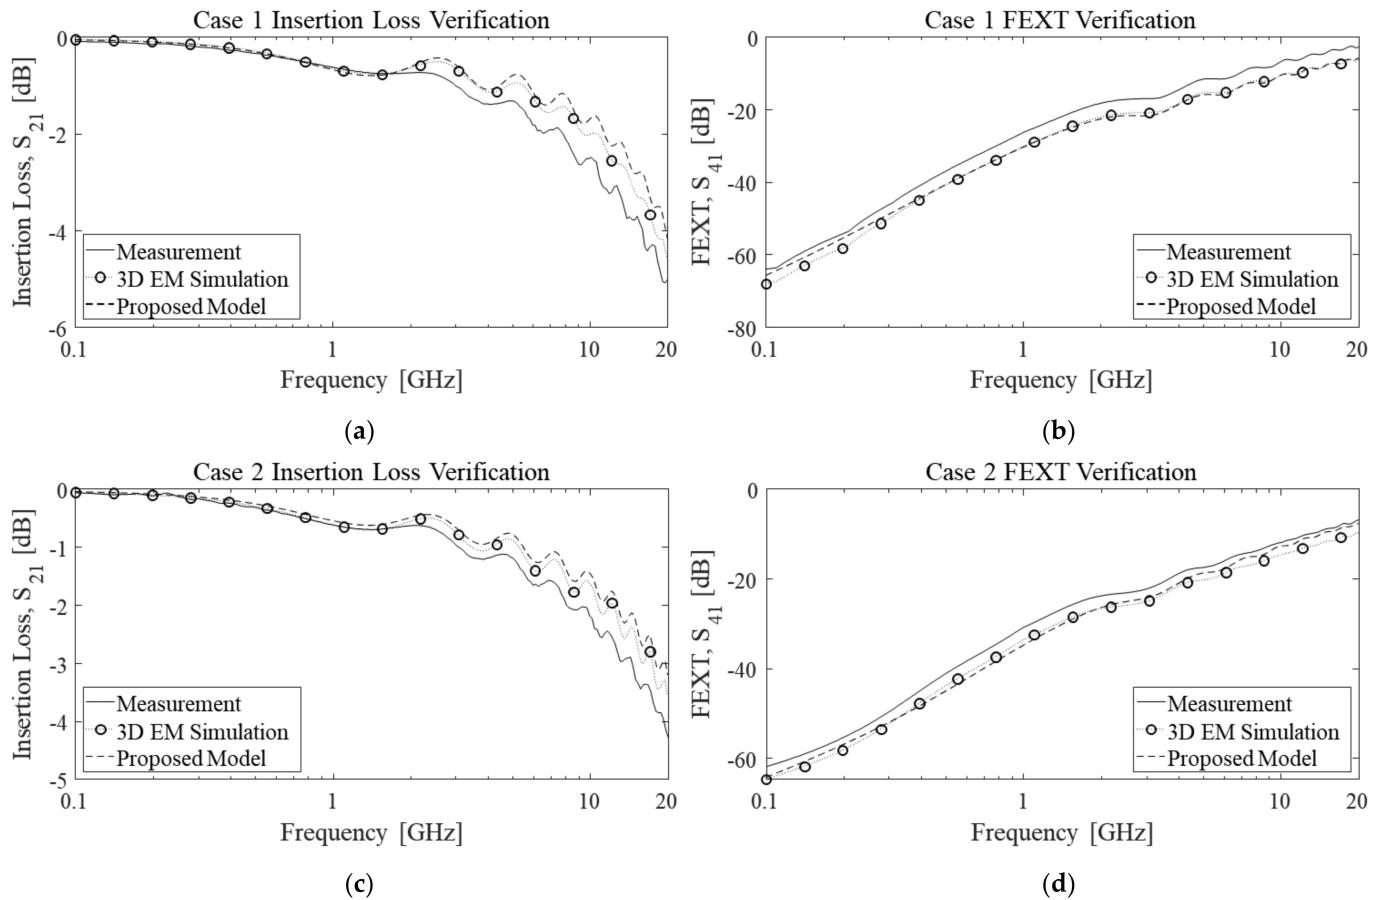 Case 1 Insertion Loss Verification
0
-2
-4
-6
Insertion Loss, S21 [dB]
Measurement
3D EM Simulation
Proposed Model
0.1
1
10
20
Frequency [GHz]
(a)
Case 1 FEXT Verification
0
-20
-40
-60
-80
FEXT, S41 [dB]
Measurement
3D EM Simulation
Proposed Model
0.1
1
10
20
Frequency [GHz]
(b)
Case 2 Insertion Loss Verification
0
-1
-2
-3
-4
-5
Insertion Loss, S21 [dB]
Measurement
3D EM Simulation
Proposed Model
0.1
1
10
20
Frequency [GHz]
(c)
Case 2 FEXT Verification
0
-20
-40
-60
FEXT, S41 [dB]
Measurement
3D EM Simulation
Proposed Model
0.1
1
10
20
Frequency [GHz]
(d)